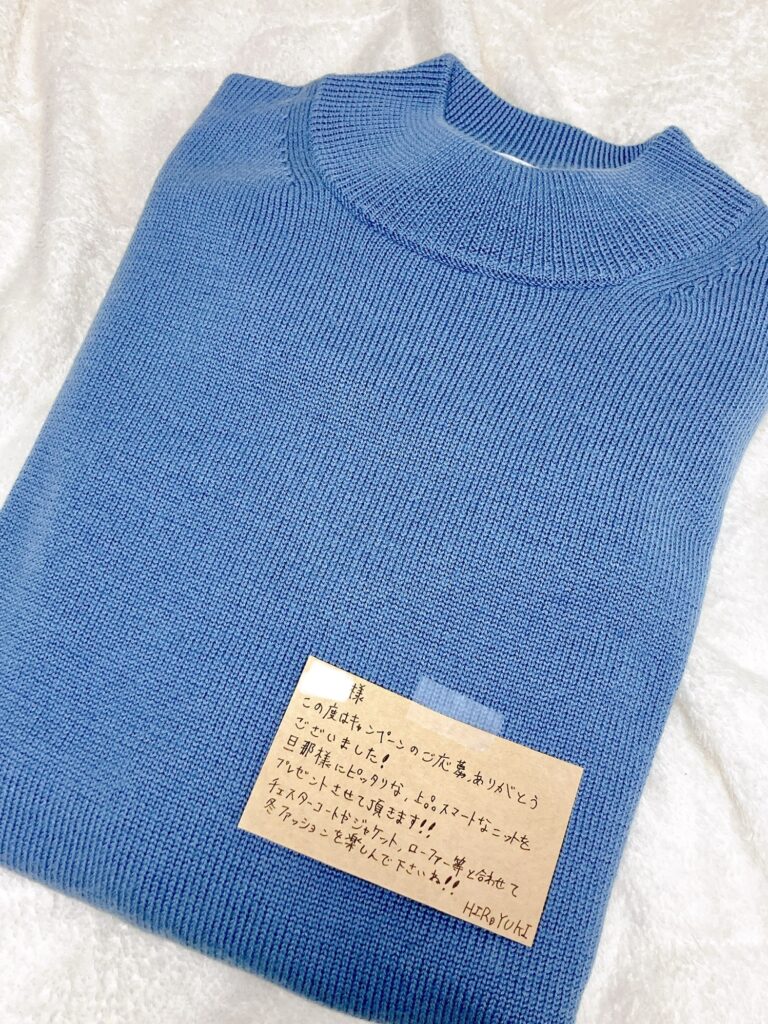 様
この度はキャンペーンのご応募、ありがとう
ございました!
旦那様にピッタリな、上品スマートなニットを
プレゼントさせて頂きます!!
チェスターコートやジャケット、ローファー等と合わせて
冬ファッションを楽しんで下さいね!!
HIROYUKI